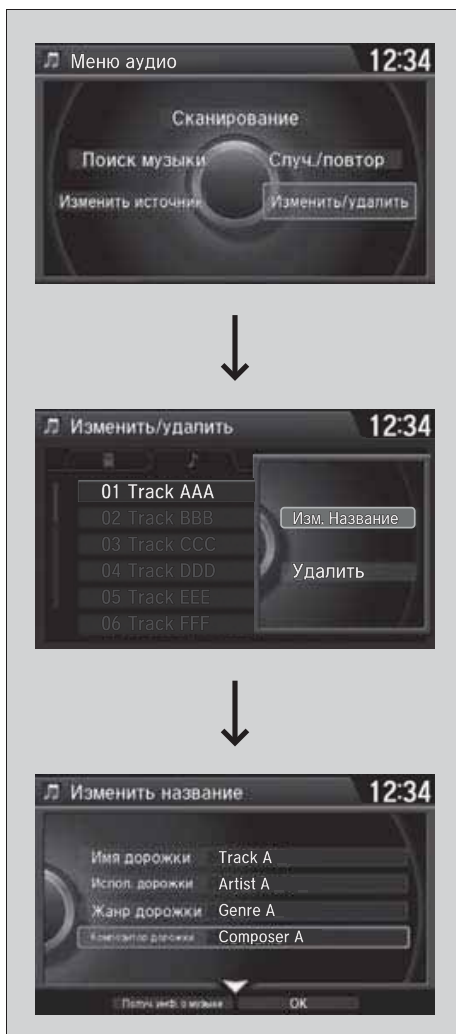 Меню аудио 12:34
Сканирование
Поиск музыки Случ./повтор
Изменить источник Изменить/удалить
Изменить/удалить 12:34
01 Track AAA
02 Track BBB
Изм. Название
03 Track CCC
04 Track DDD
Удалить
05 Track EEE
06 Track FFF
Изменить название 12:34
Имя дорожки Track A
Испол. дорожки Artist A
Жанр дорожки Genre A
Композитор дорожки Composer A
Получ. инф. о музыке OK